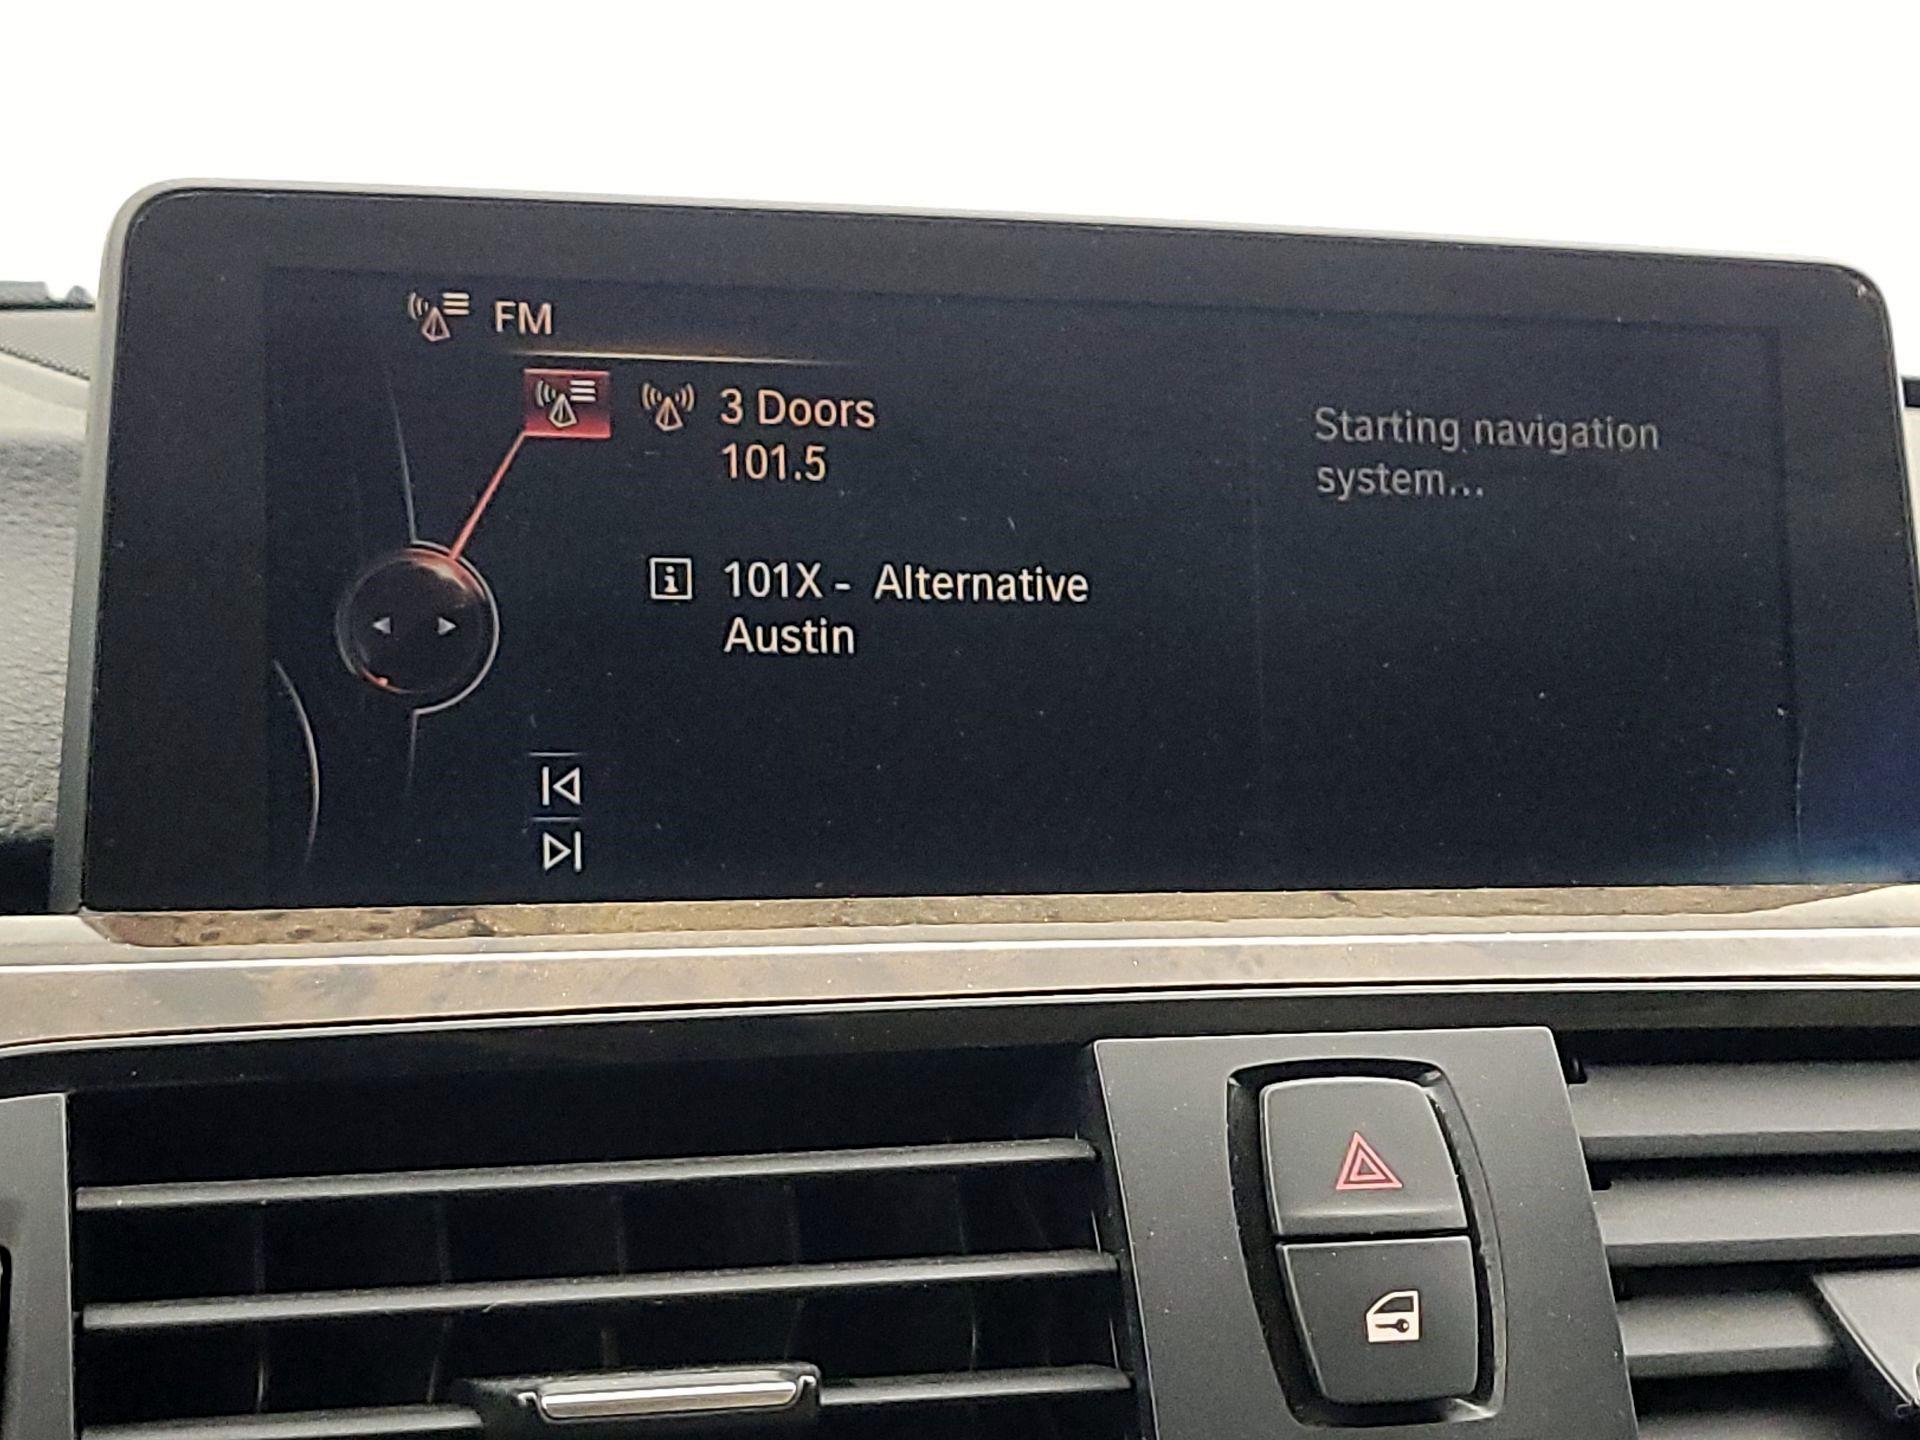 FM
3 Doors
101.5
101X - Alternative
Austin
Starting navigation
system...